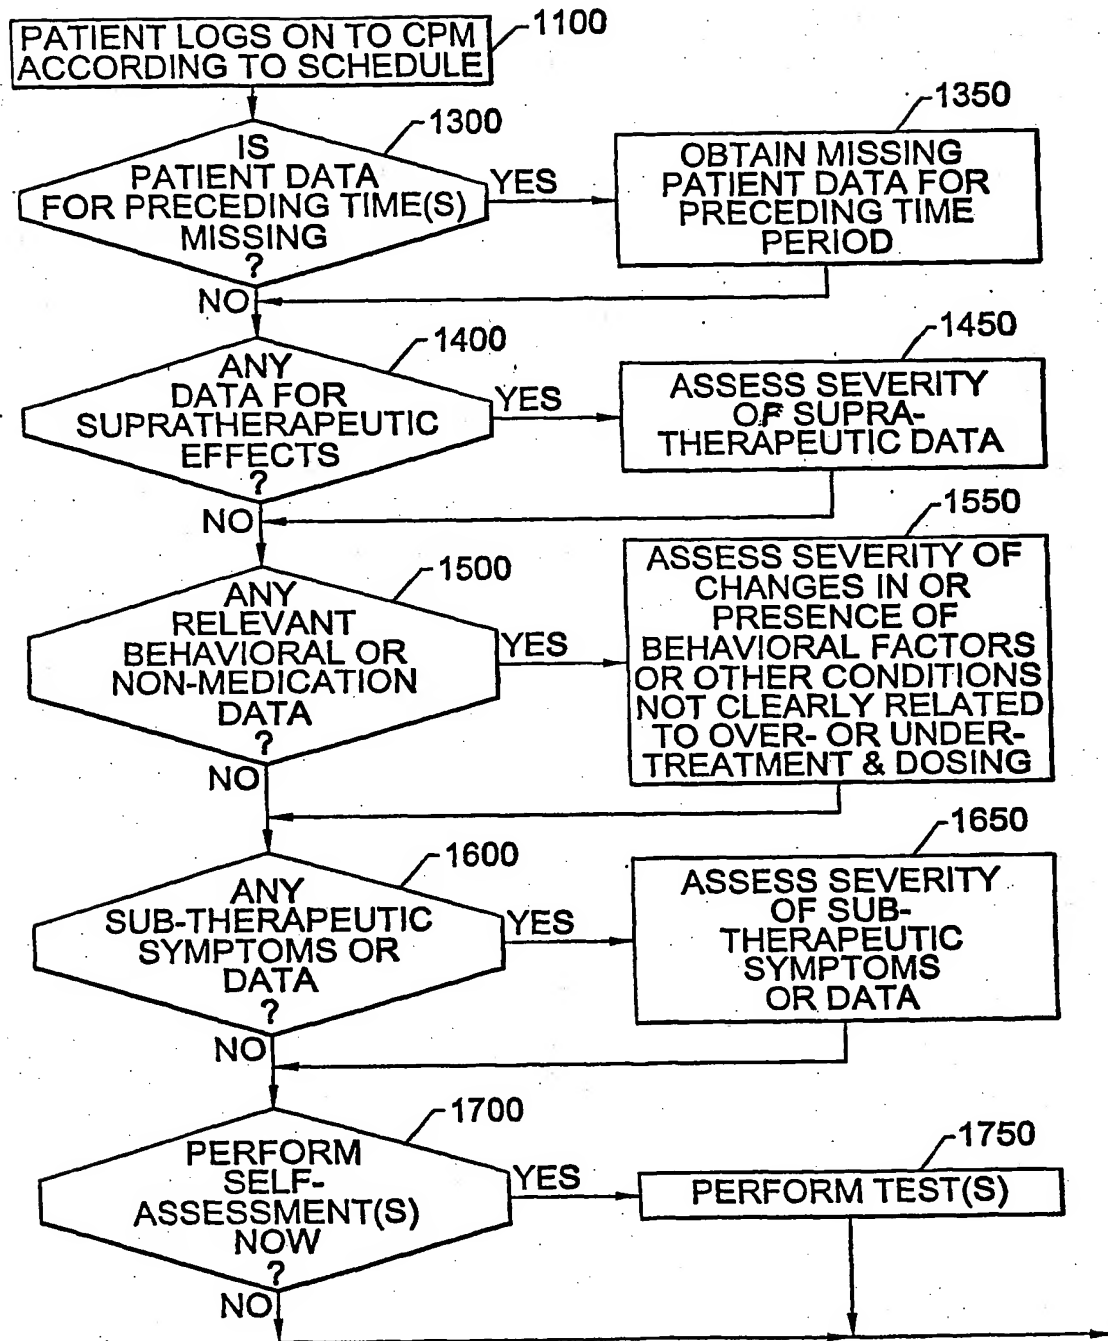 PATIENT LOGS ON TO CPM
ACCORDING TO SCHEDULE
1100
IS
PATIENT DATA
FOR PRECEDING TIME(S)
MISSING
?
1300
YES
NO
OBTAIN MISSING
PATIENT DATA FOR
PRECEDING TIME
PERIOD
1350
ANY
DATA FOR
SUPRATHERAPEUTIC
EFFECTS
?
1400
YES
NO
ASSESS SEVERITY
OF SUPRA-
THERAPEUTIC DATA
1450
ANY
RELEVANT
BEHAVIORAL OR
NON-MEDICATION
DATA
?
1500
YES
NO
ASSESS SEVERITY OF
CHANGES IN OR
PRESENCE OF
BEHAVIORAL FACTORS
OR OTHER CONDITIONS
NOT CLEARLY RELATED
TO OVER- OR UNDER-
TREATMENT & DOSING
1550
ANY
SUB-THERAPEUTIC
SYMPTOMS OR
DATA
?
1600
YES
NO
ASSESS SEVERITY
OF SUB-
THERAPEUTIC
SYMPTOMS
OR DATA
1650
PERFORM
SELF-
ASSESSMENT(S)
NOW
?
1700
YES
NO
PERFORM TEST(S)
1750